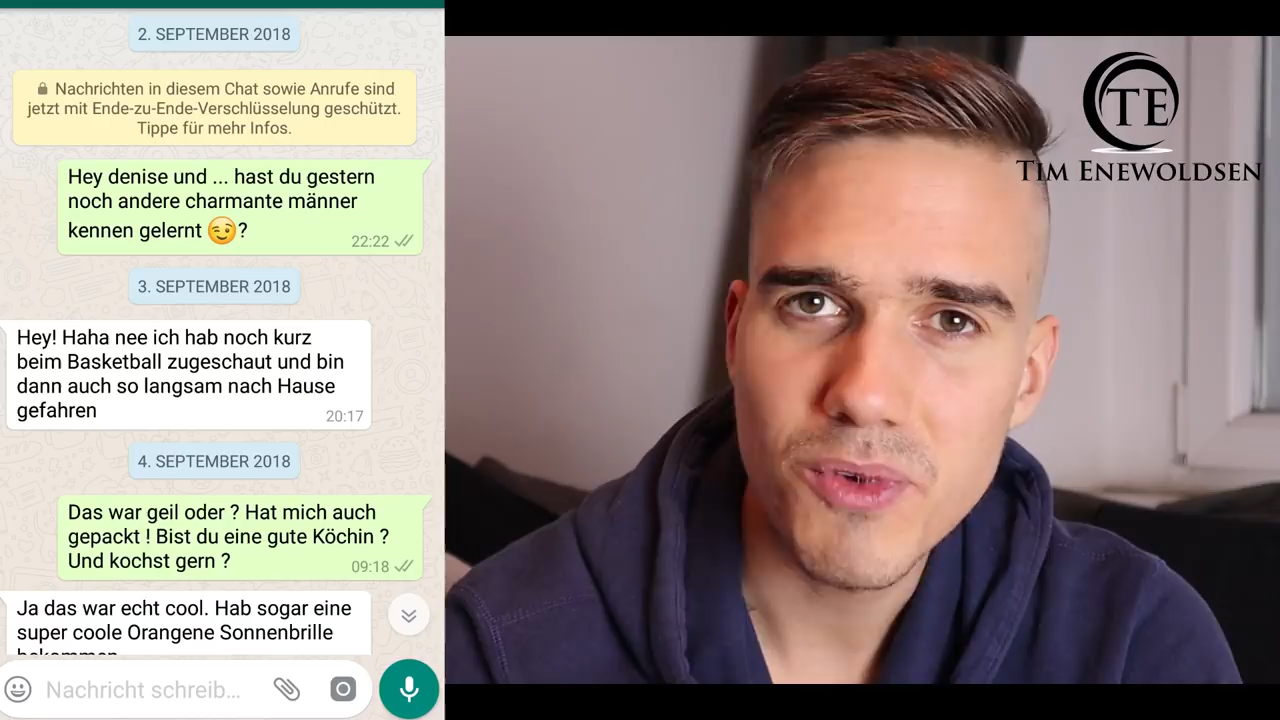 2. SEPTEMBER 2018
Nachrichten in diesem Chat sowie Anrufe sind
jetzt mit Ende-zu-Ende-Verschlüsselung geschützt.
Tippe für mehr Infos.
Hey denise und ... hast du gestern
noch andere charmante männer
kennen gelernt 😉?
22:22
3. SEPTEMBER 2018
Hey! Haha nee ich hab noch kurz
beim Basketball zugeschaut und bin
dann auch so langsam nach Hause
gefahren
20:17
4. SEPTEMBER 2018
Das war geil oder ? Hat mich auch
gepackt ! Bist du eine gute Köchin ?
Und kochst gern ?
09:18
Ja das war echt cool. Hab sogar eine
super coole Orangene Sonnenbrille
Nachricht schreib...
TE
TIM ENEWOLDSEN